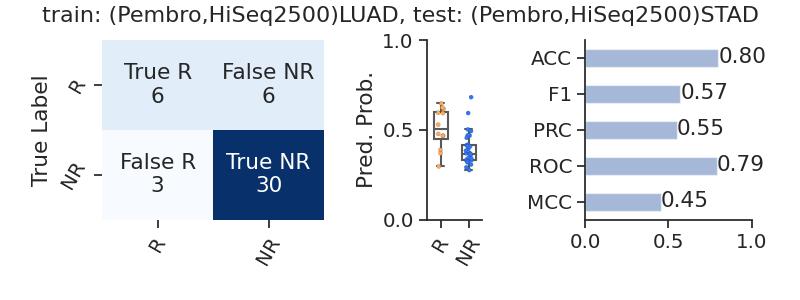 train: (Pembro,HiSeq2500)LUAD, test: (Pembro,HiSeq2500)STAD
True Label
R
NR
True R
6
False NR
6
False R
3
True NR
30
R
NR
Pred. Prob.
1.0
0.5
0.0
R
NR
ACC
F1
PRC
ROC
MCC
0.80
0.57
0.55
0.79
0.45
0.0
0.5
1.0